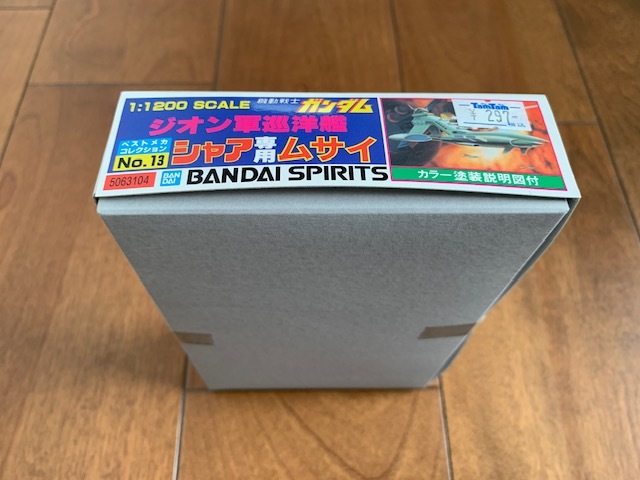 1:1200 SCALE
機動戦士 ガンダム
ジオン軍巡洋艦
ベストメカ
コレクション
No.13
シャア専用ムサイ
5063104
BAN
DAI
BANDAI SPIRITS
TamTam
¥ 297-
カラー塗装説明図付